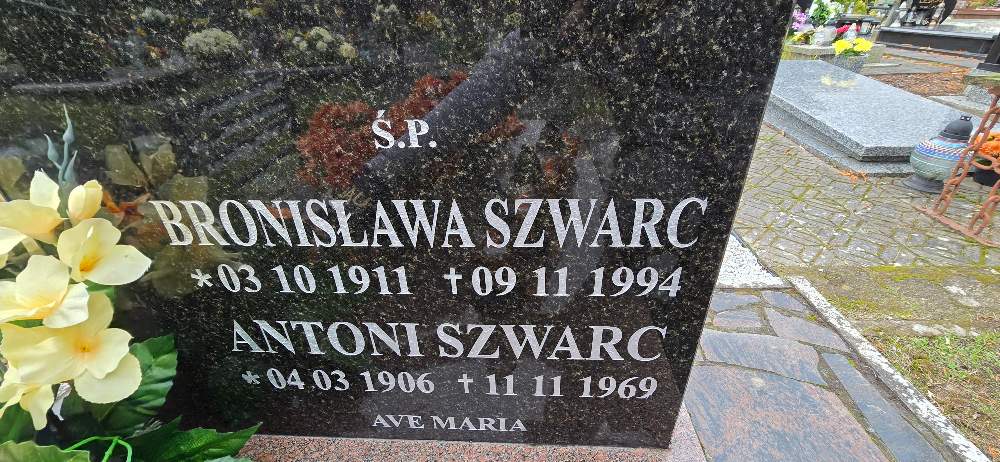 Ś.P.
BRONISŁAWA SZWARC
*03 10 1911 ✝09 11 1994
ANTONI SZWARC
*04 03 1906 ✝11 11 1969
AVE MARIA